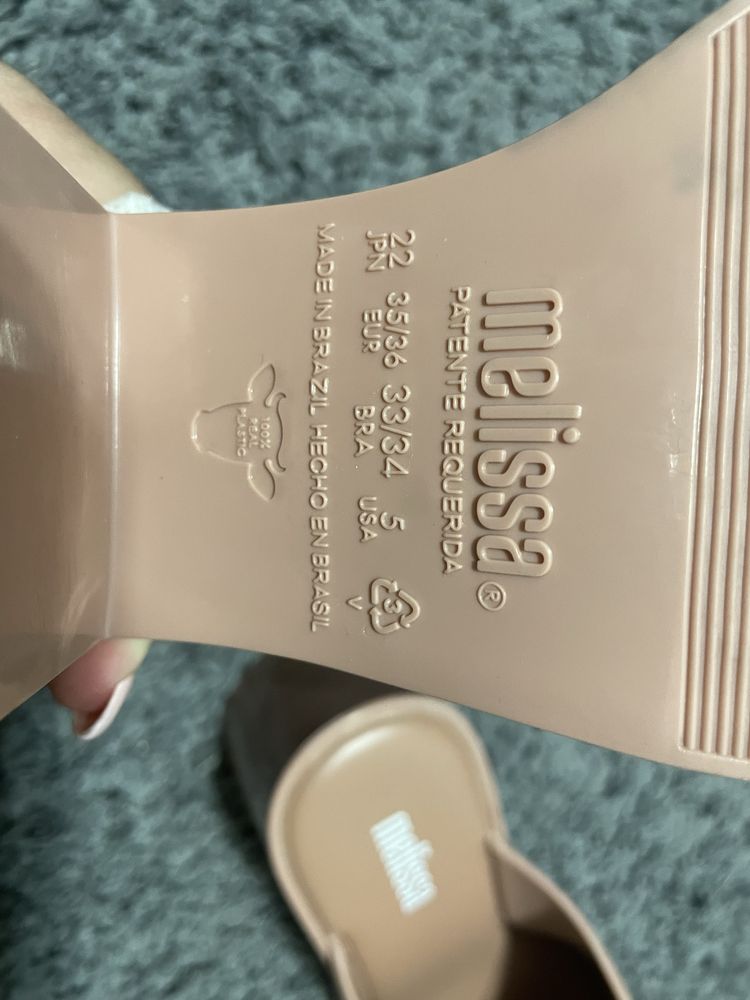 melissa®
PATENTE REQUERIDA
22 35/36 33/34 5 3
JPN EUR BRA USA V
MADE IN BRAZIL HECHO EN BRASIL
100%
REAL
PLASTIC
melissa